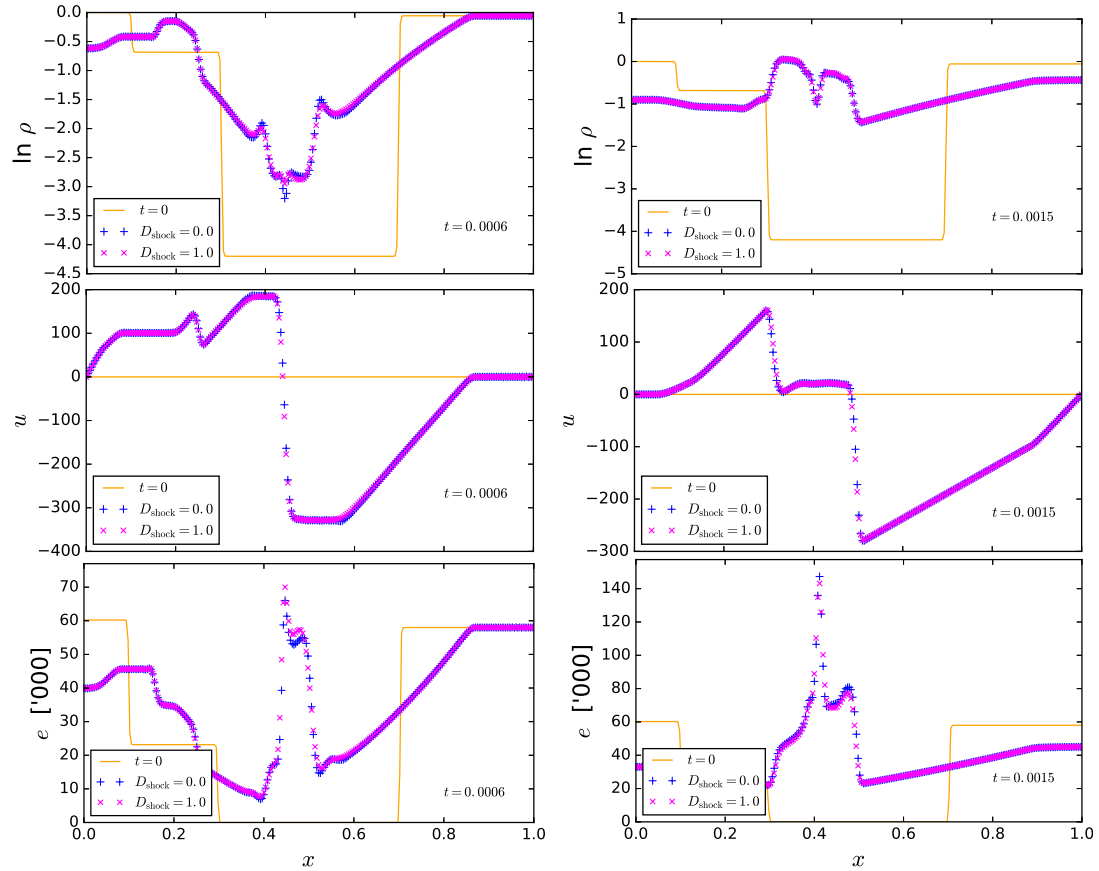 0.0
−0.5
−1.0
−1.5
−2.0
−2.5
−3.0
−3.5
−4.0
−4.5
ln ρ
t = 0
D_shock = 0.0
D_shock = 1.0
t = 0.0006
1
0
−1
−2
−3
−4
−5
ln ρ
t = 0
D_shock = 0.0
D_shock = 1.0
t = 0.0015
200
100
0
−100
−200
−300
−400
u
t = 0
D_shock = 0.0
D_shock = 1.0
t = 0.0006
200
100
0
−100
−200
−300
u
t = 0
D_shock = 0.0
D_shock = 1.0
t = 0.0015
70
60
50
40
30
20
10
0
e ['000]
t = 0
D_shock = 0.0
D_shock = 1.0
t = 0.0006
0.0 0.2 0.4 0.6 0.8 1.0
x
140
120
100
80
60
40
20
0
e ['000]
t = 0
D_shock = 0.0
D_shock = 1.0
t = 0.0015
0.0 0.2 0.4 0.6 0.8 1.0
x